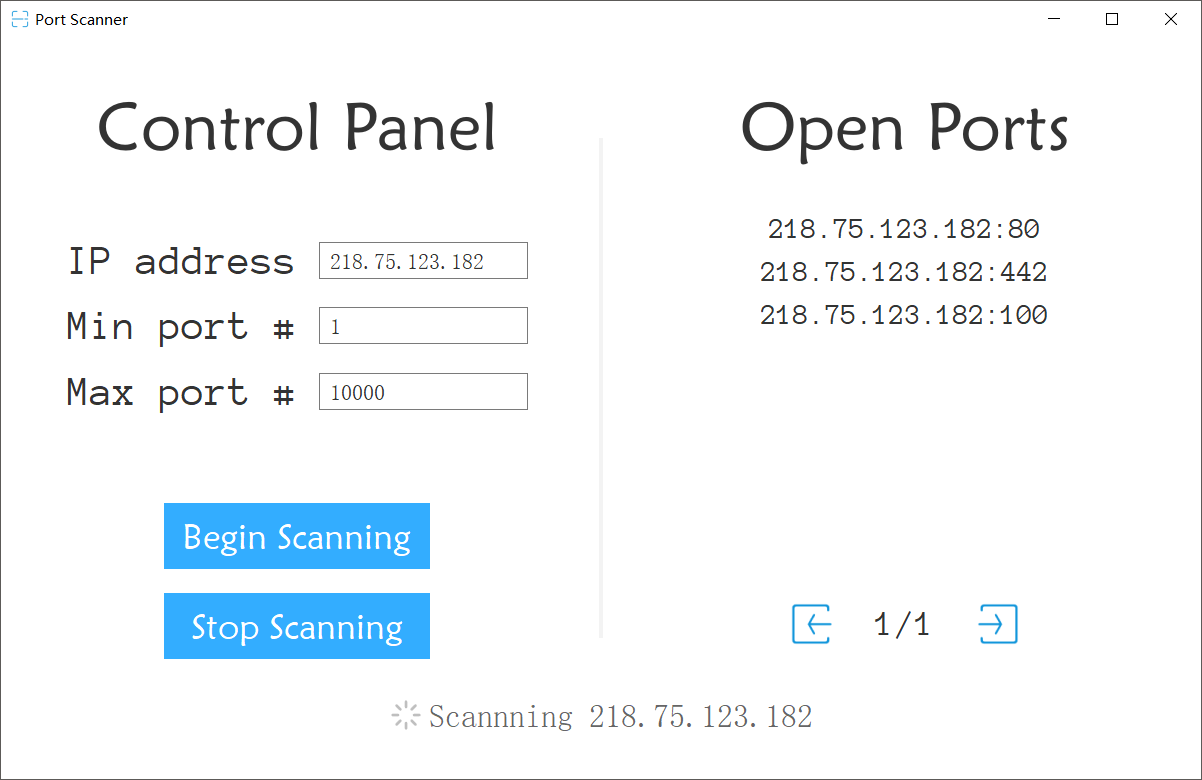 Port Scanner
Control Panel
IP address 218.75.123.182
Min port # 1
Max port # 10000
Begin Scanning
Stop Scanning
Open Ports
218.75.123.182:80
218.75.123.182:442
218.75.123.182:100
1/1
Scannning 218.75.123.182